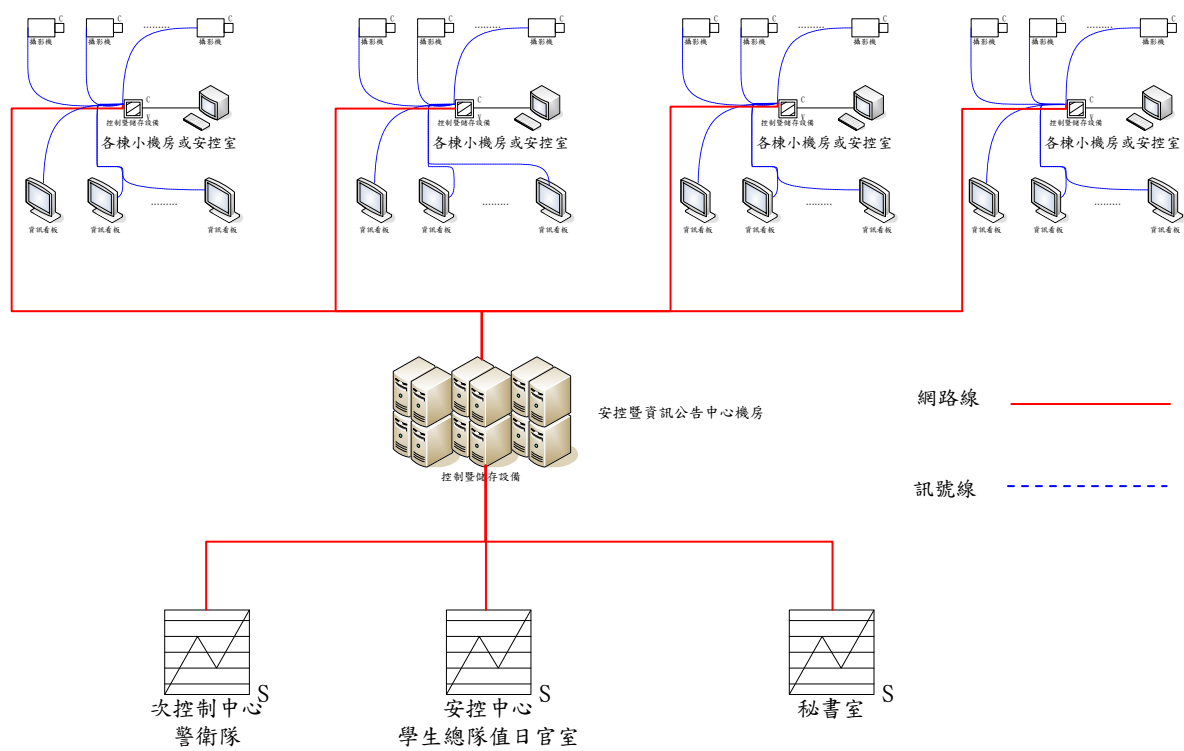 C C ......... C
攝影機 攝影機 攝影機
C
V
控制暨儲存設備
各棟小機房或安控室
.........
資訊看板 資訊看板 資訊看板
C C ......... C
攝影機 攝影機 攝影機
C
V
控制暨儲存設備
各棟小機房或安控室
.........
資訊看板 資訊看板 資訊看板
C C ......... C
攝影機 攝影機 攝影機
C
V
控制暨儲存設備
各棟小機房或安控室
.........
資訊看板 資訊看板 資訊看板
C C ......... C
攝影機 攝影機 攝影機
C
V
控制暨儲存設備
各棟小機房或安控室
.........
資訊看板 資訊看板 資訊看板
安控暨資訊公告中心機房
控制暨儲存設備
網路線
訊號線
S
次控制中心
警衛隊
S
安控中心
學生總隊值日官室
S
秘書室